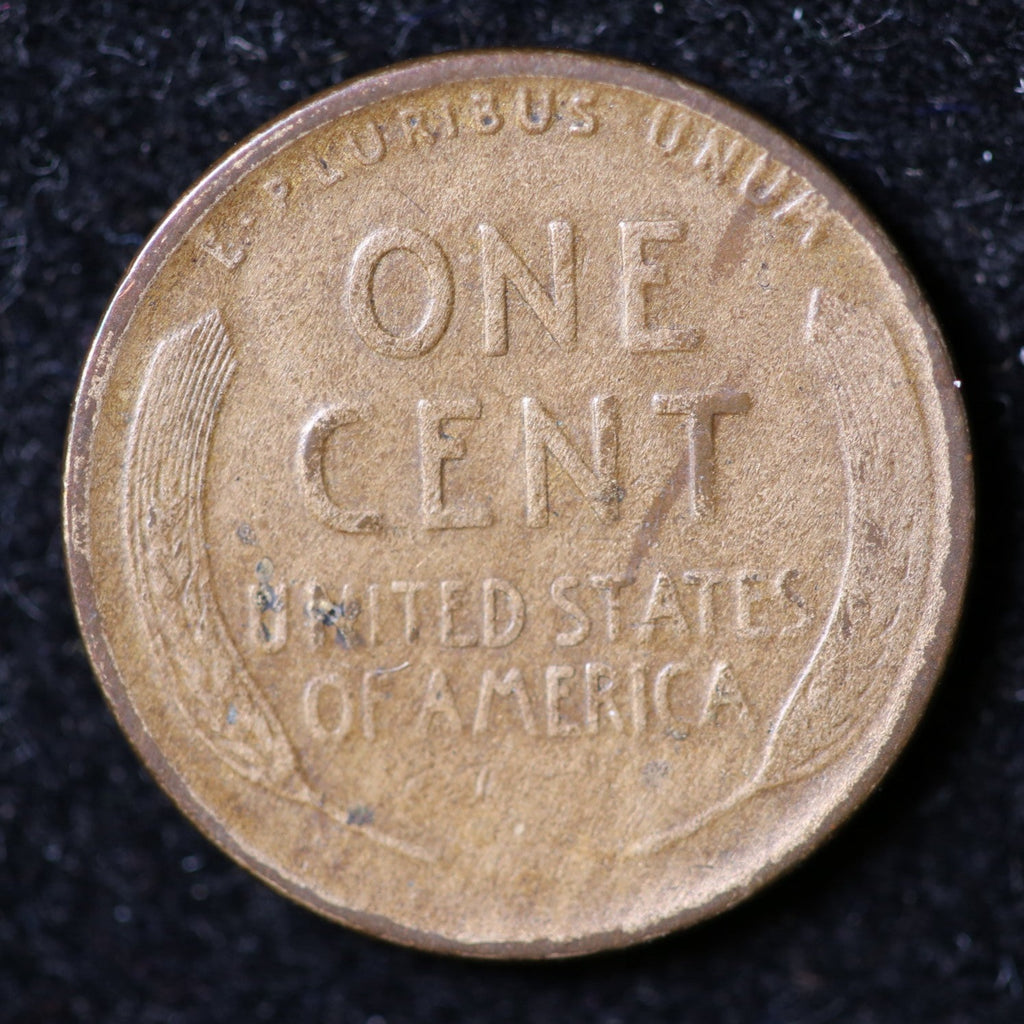 E·PLURIBUS UNUM
ONE
CENT
UNITED STATES
OF AMERICA